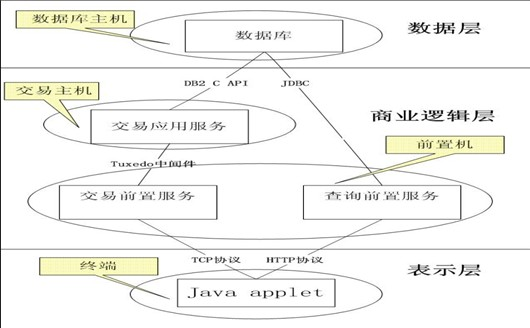 数据库主机
数据库
数据层
DB2 C API
JDBC
交易主机
商业逻辑层
交易应用服务
前置机
Tuxedo中间件
交易前置服务
查询前置服务
TCP协议
HTTP协议
终端
表示层
Java applet